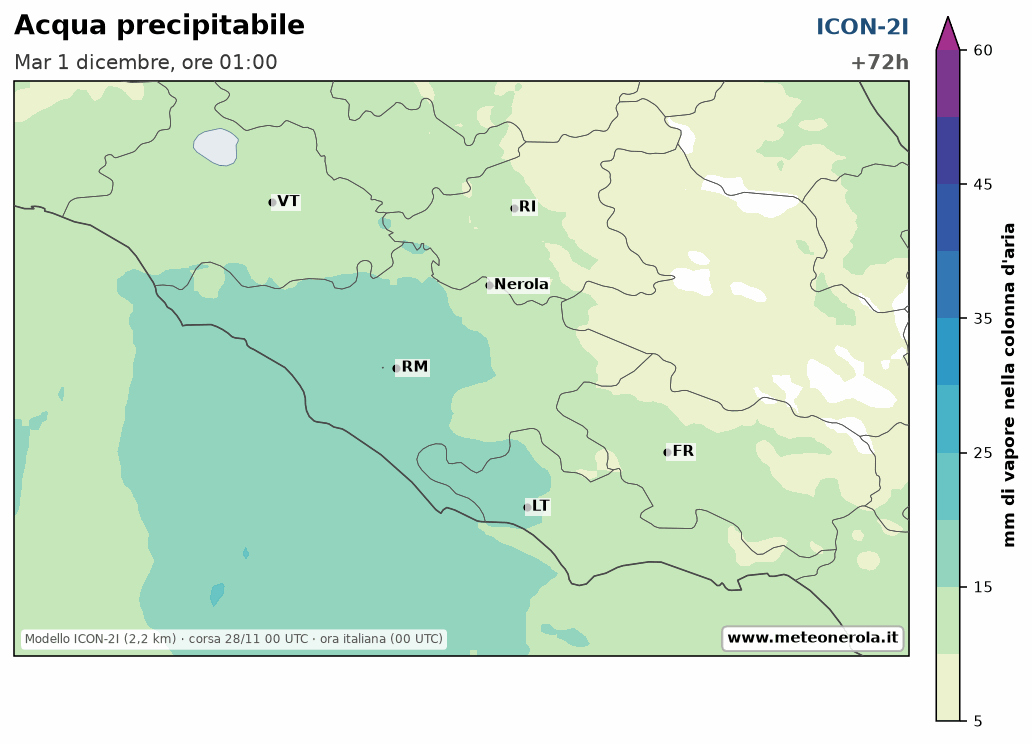 Acqua precipitabile
ICON-2I
Mar 1 dicembre, ore 01:00
+72h
60
45
35
25
15
5
mm di vapore nella colonna d'aria
VT
RI
Nerola
RM
FR
LT
Modello ICON-2I (2,2 km) · corsa 28/11 00 UTC · ora italiana (00 UTC)
www.meteonerola.it